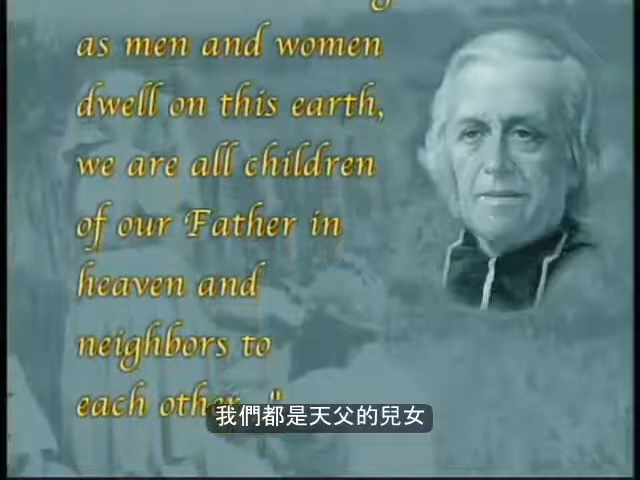 as men and women
dwell on this earth,
we are all children
of our Father in
heaven and
neighbors to
each other..."
我們都是天父的兒女